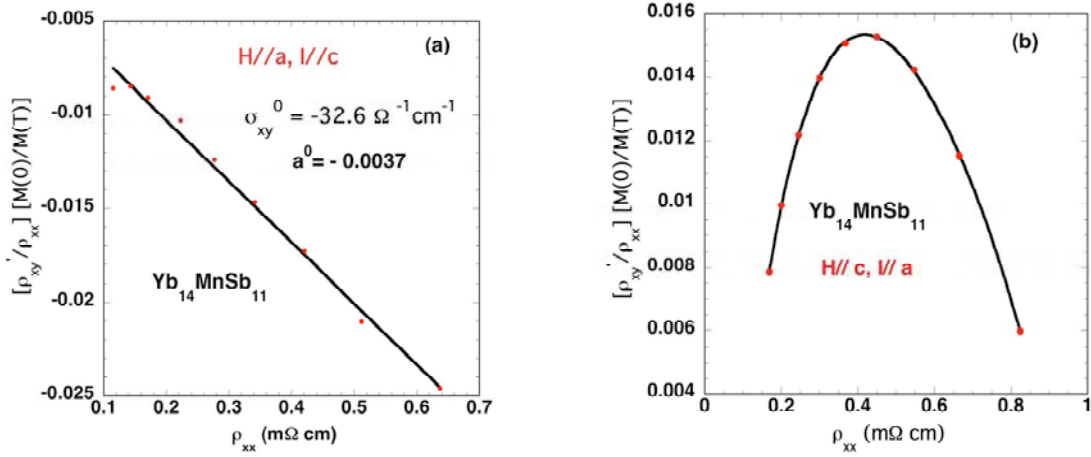 -0.005
(a)
H//a, I//c
σxy⁰ = -32.6 Ω⁻¹cm⁻¹
a⁰= - 0.0037
-0.01
-0.015
-0.02
-0.025
Yb₁₄MnSb₁₁
[ρxy'/ρxx] [M(0)/M(T)]
0.1 0.2 0.3 0.4 0.5 0.6 0.7
ρxx (mΩ cm)
0.016
(b)
0.014
0.012
0.01
0.008
0.006
0.004
Yb₁₄MnSb₁₁
H// c, I// a
[ρxy'/ρxx] [M(0)/M(T)]
0 0.2 0.4 0.6 0.8 1
ρxx (mΩ cm)